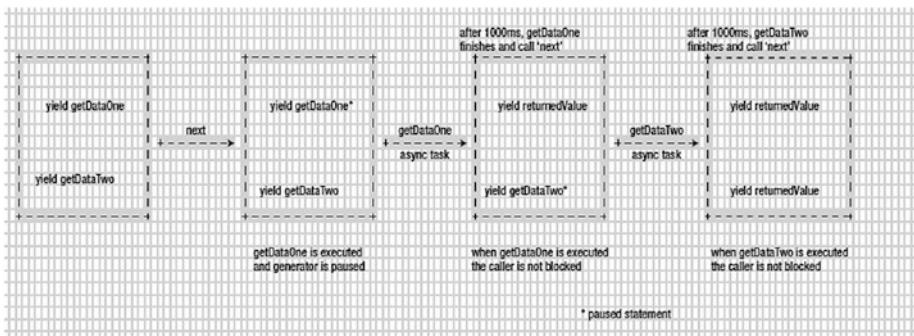 after 1000ms, getDataOne
finishes and call 'next'
after 1000ms, getDataTwo
finishes and call 'next'
yield getDataOne
yield getDataTwo
next
yield getDataOne*
yield getDataTwo
getDataOne
async task
yield returnedValue
yield getDataTwo*
getDataTwo
async task
yield returnedValue
yield returnedValue
getDataOne is executed
and generator is paused
when getDataOne is executed
the caller is not blocked
when getDataTwo is executed
the caller is not blocked
* paused statement